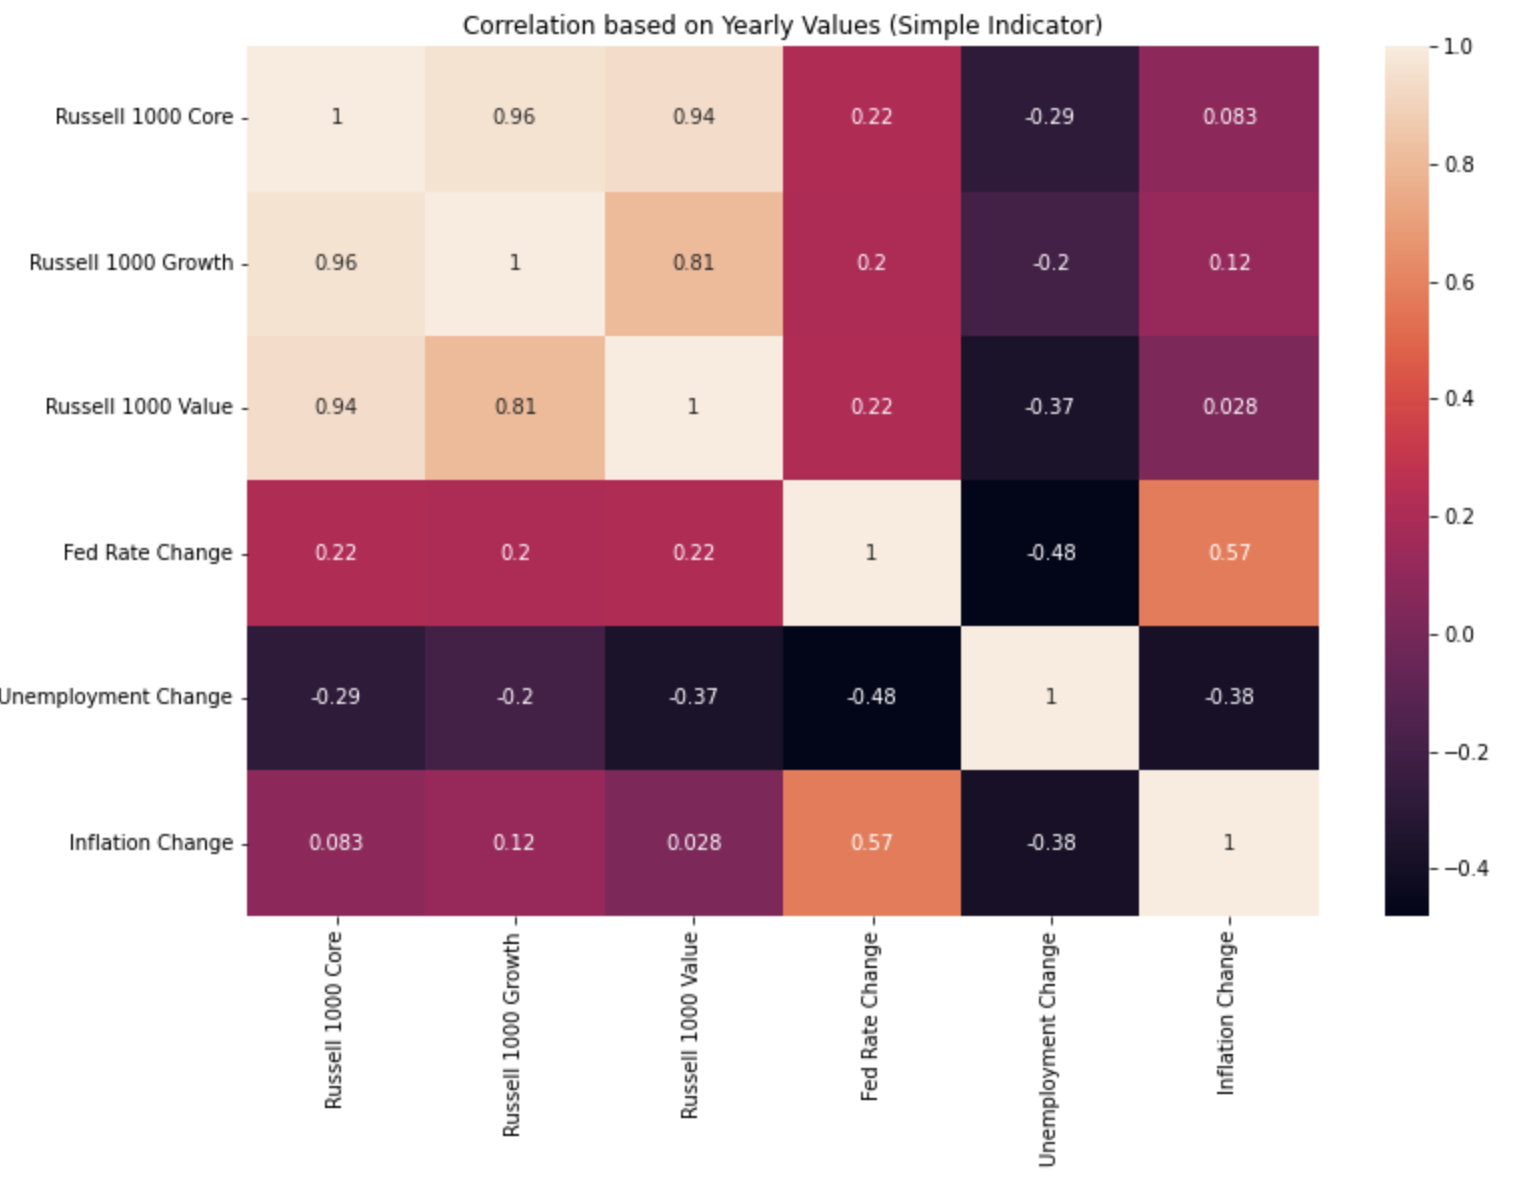 Correlation based on Yearly Values (Simple Indicator)
Russell 1000 Core 1 0.96 0.94 0.22 -0.29 0.083
Russell 1000 Growth 0.96 1 0.81 0.2 -0.2 0.12
Russell 1000 Value 0.94 0.81 1 0.22 -0.37 0.028
Fed Rate Change 0.22 0.2 0.22 1 -0.48 0.57
Unemployment Change -0.29 -0.2 -0.37 -0.48 1 -0.38
Inflation Change 0.083 0.12 0.028 0.57 -0.38 1
Russell 1000 Core
Russell 1000 Growth
Russell 1000 Value
Fed Rate Change
Unemployment Change
Inflation Change
1.0
0.8
0.6
0.4
0.2
0.0
−0.2
−0.4